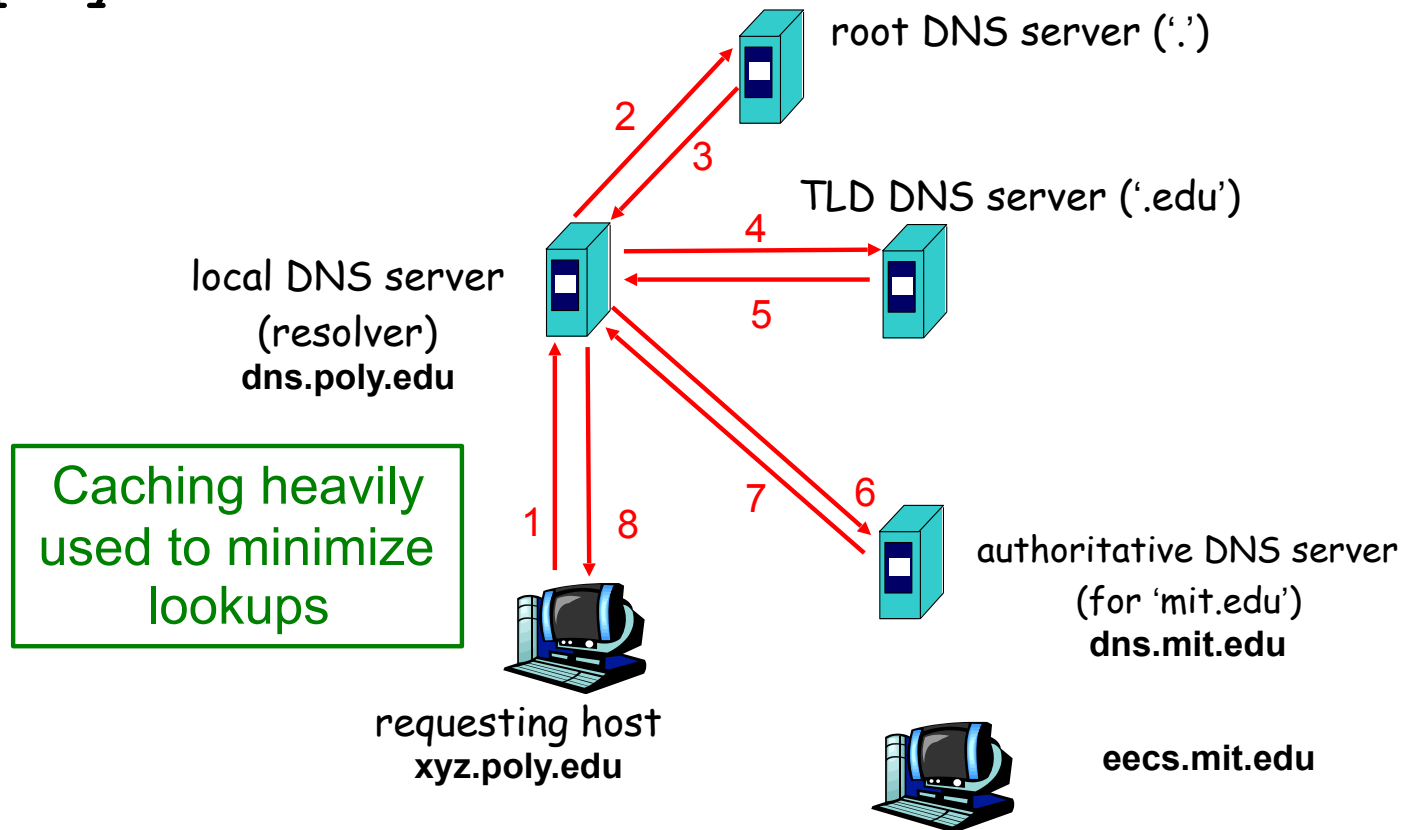 root DNS server (‘.’)
2
3
TLD DNS server (‘.edu’)
4
local DNS server
(resolver)
dns.poly.edu
5
Caching heavily
used to minimize
lookups
1
8
7
6
authoritative DNS server
(for ‘mit.edu’)
dns.mit.edu
requesting host
xyz.poly.edu
eecs.mit.edu